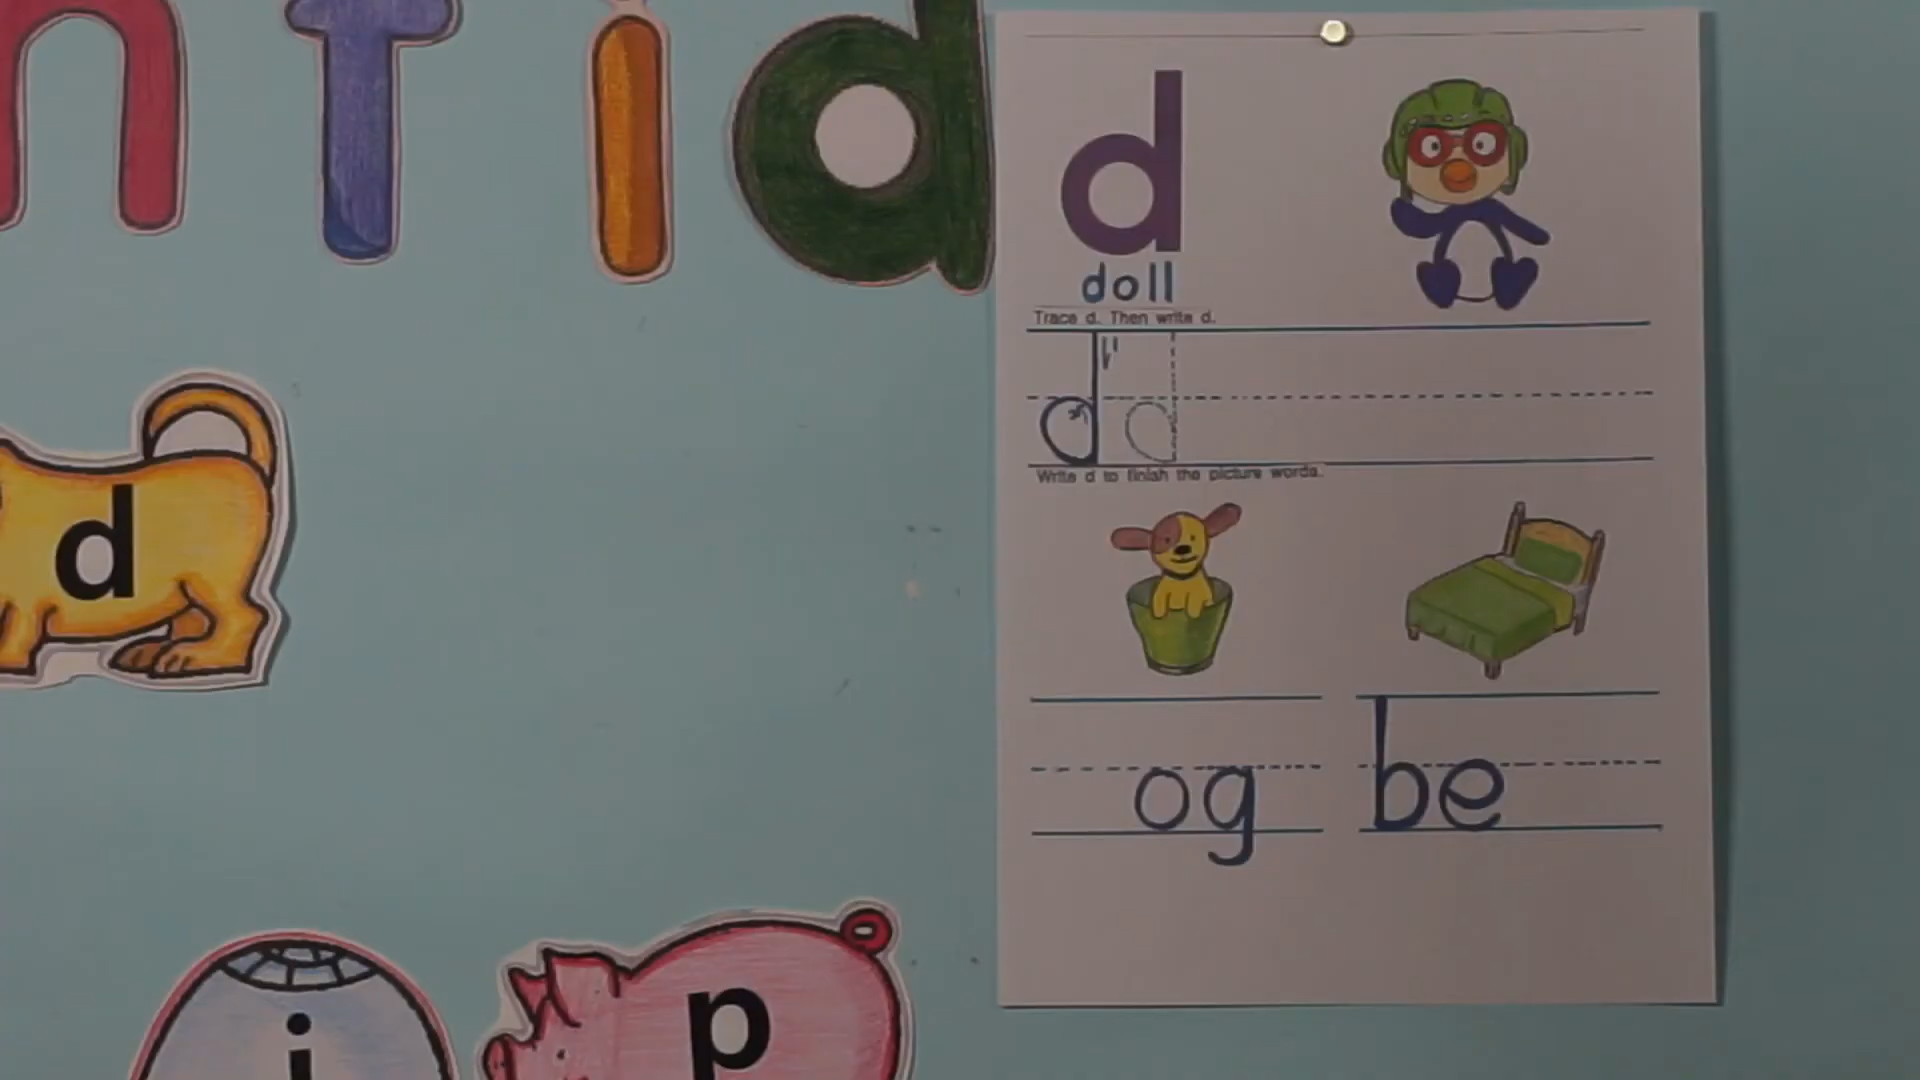 n t i d
d
doll
Trace d. Then write d.
d d
Write d to finish the picture words.
d
og be
i p